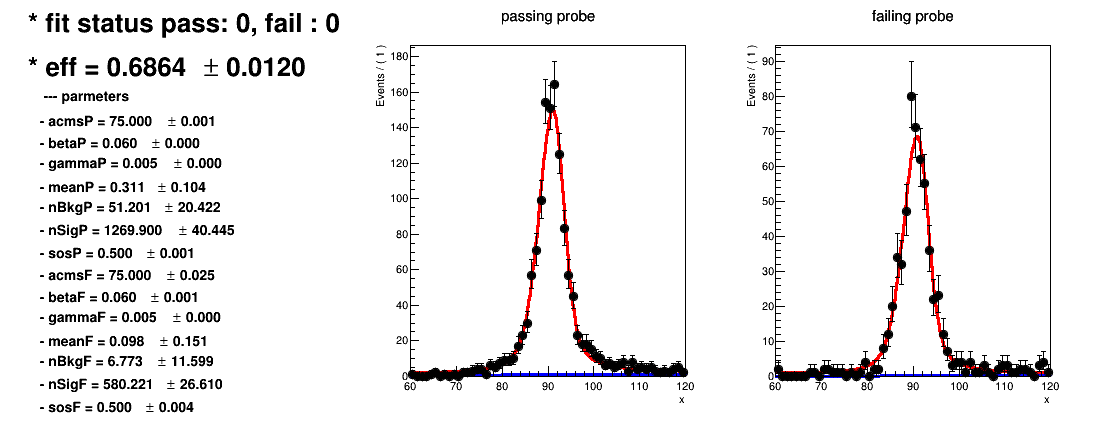 * fit status pass: 0, fail : 0
* eff = 0.6864 ± 0.0120
--- parmeters
- acmsP = 75.000 ± 0.001
- betaP = 0.060 ± 0.000
- gammaP = 0.005 ± 0.000
- meanP = 0.311 ± 0.104
- nBkgP = 51.201 ± 20.422
- nSigP = 1269.900 ± 40.445
- sosP = 0.500 ± 0.001
- acmsF = 75.000 ± 0.025
- betaF = 0.060 ± 0.001
- gammaF = 0.005 ± 0.000
- meanF = 0.098 ± 0.151
- nBkgF = 6.773 ± 11.599
- nSigF = 580.221 ± 26.610
- sosF = 0.500 ± 0.004
passing probe
Events / ( 1 )
180
160
140
120
100
80
60
40
20
0
60 70 80 90 100 110 120
x
failing probe
Events / ( 1 )
90
80
70
60
50
40
30
20
10
0
60 70 80 90 100 110 120
x